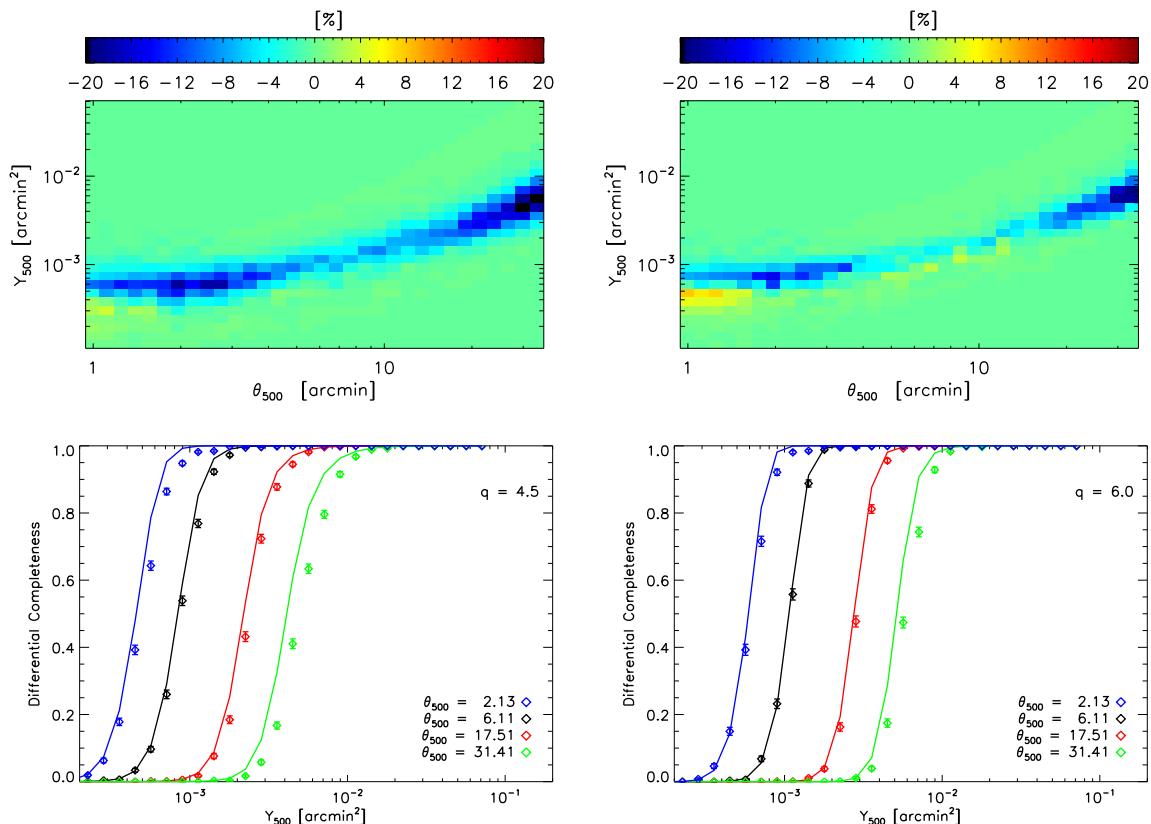 [%]
-20 -16 -12 -8 -4 0 4 8 12 16 20
Y500 [arcmin²]
10⁻²
10⁻³
1 10
θ500 [arcmin]
[%]
-20 -16 -12 -8 -4 0 4 8 12 16 20
Y500 [arcmin²]
10⁻²
10⁻³
1 10
θ500 [arcmin]
Differential Completeness
1.0
0.8
0.6
0.4
0.2
0.0
q = 4.5
θ500 = 2.13
θ500 = 6.11
θ500 = 17.51
θ500 = 31.41
10⁻³ 10⁻² 10⁻¹
Y500 [arcmin²]
Differential Completeness
1.0
0.8
0.6
0.4
0.2
0.0
q = 6.0
θ500 = 2.13
θ500 = 6.11
θ500 = 17.51
θ500 = 31.41
10⁻³ 10⁻² 10⁻¹
Y500 [arcmin²]